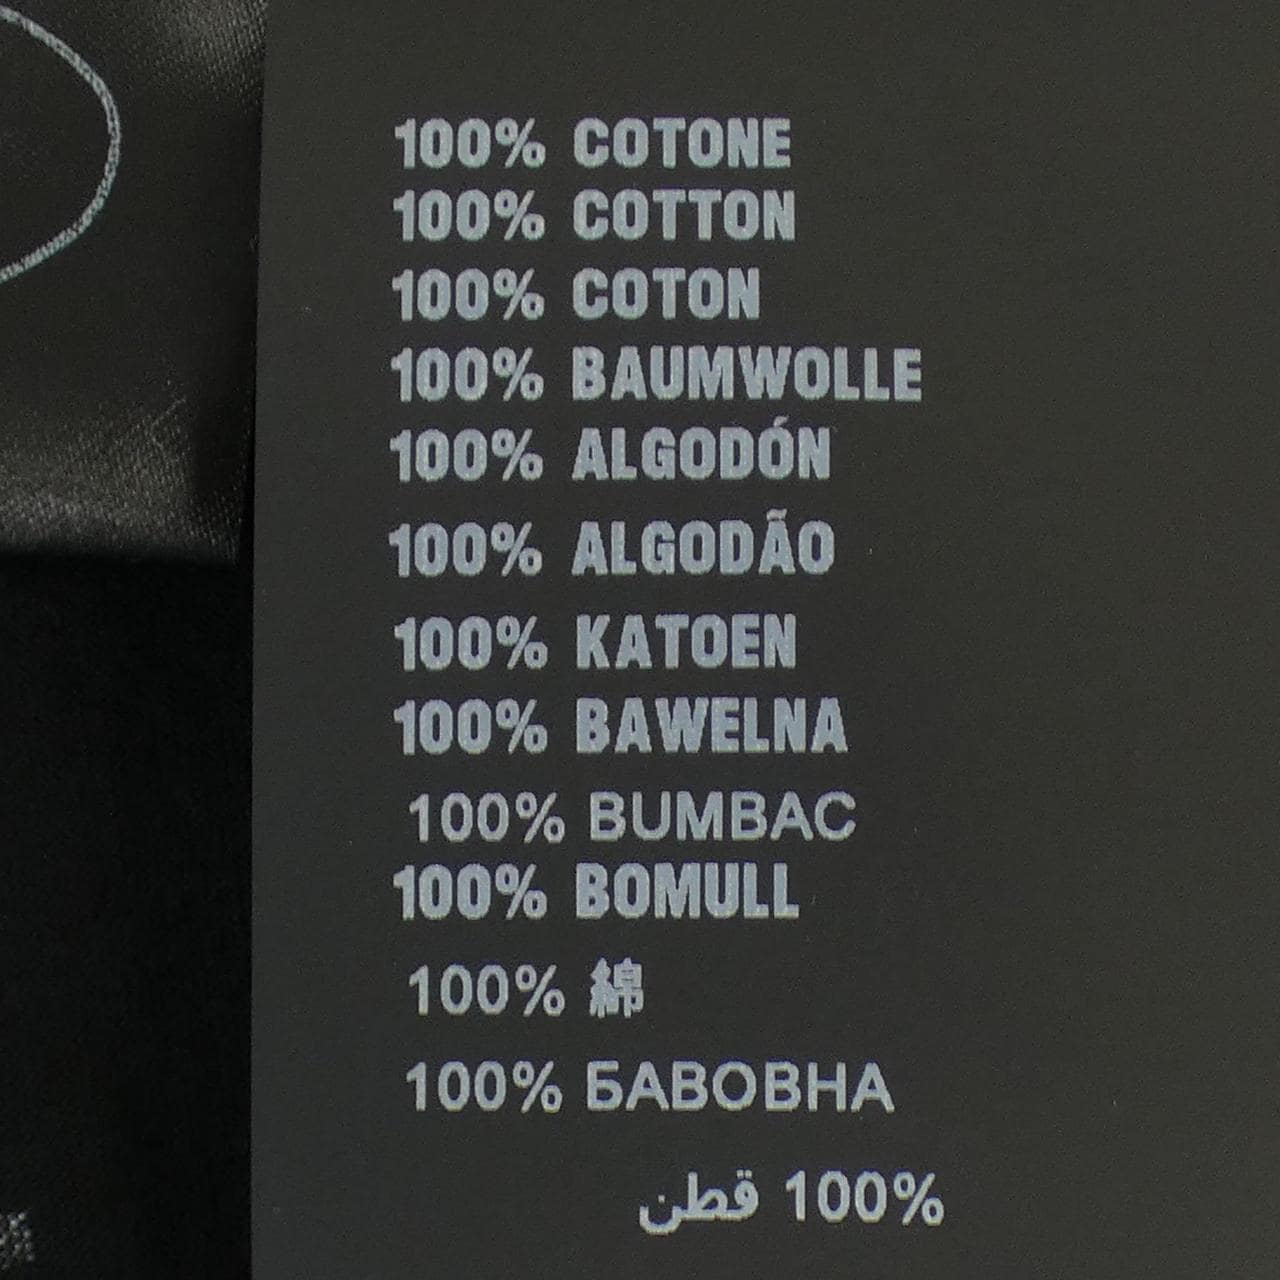 100% COTONE
100% COTTON
100% COTON
100% BAUMWOLLE
100% ALGODÓN
100% ALGODÃO
100% KATOEN
100% BAWELNA
100% BUMBAC
100% BOMULL
100% 綿
100% БАВОВНА
100% قطن